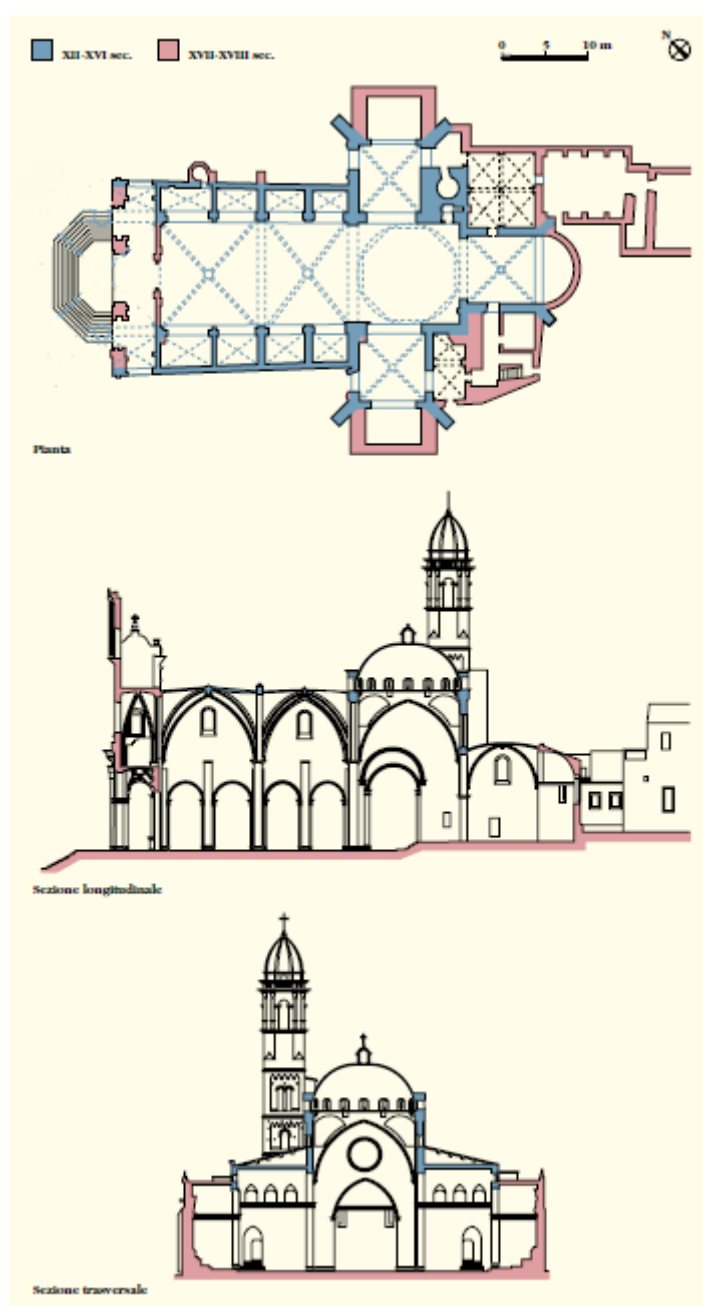 XII-XVI sec.
XVII-XVIII sec.
0 5 10 m
N
Pianta
Sezione longitudinale
Sezione trasversale